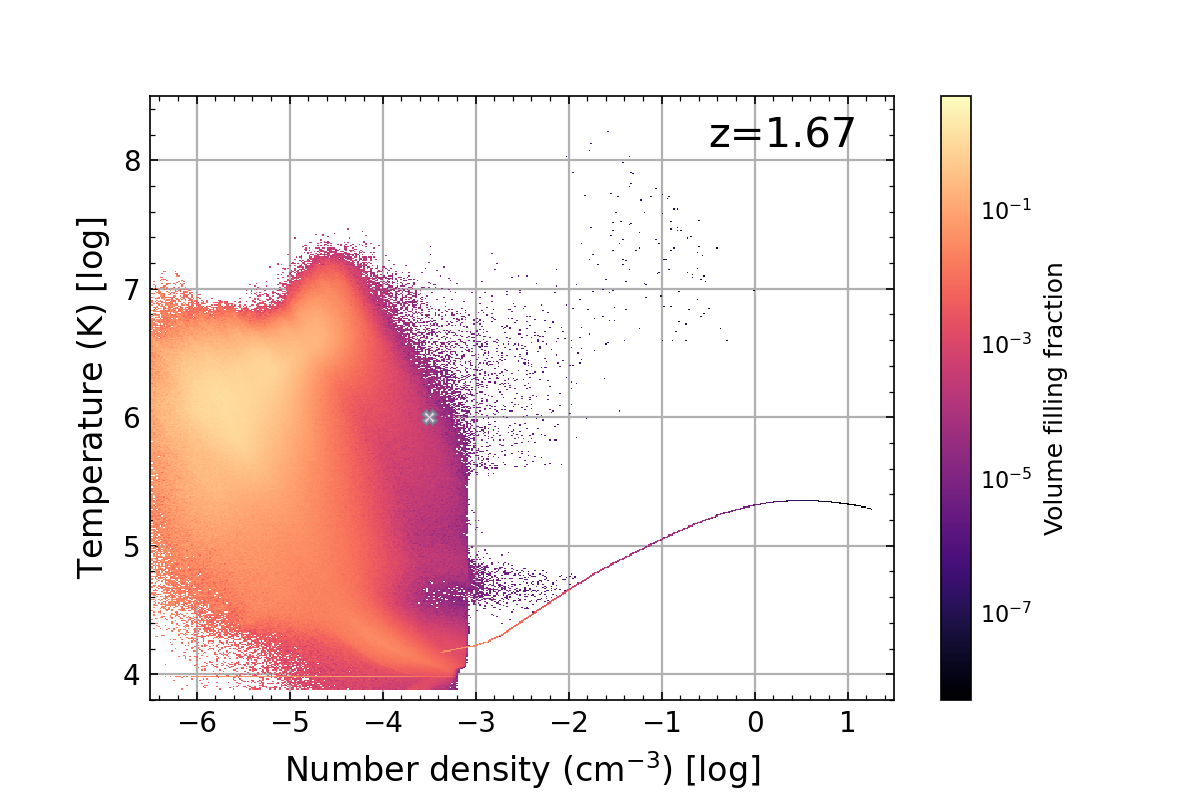 z=1.67
8
7
6
5
4
Temperature (K) [log]
−6 −5 −4 −3 −2 −1 0 1
Number density (cm⁻³) [log]
10⁻¹
10⁻³
10⁻⁵
10⁻⁷
Volume filling fraction